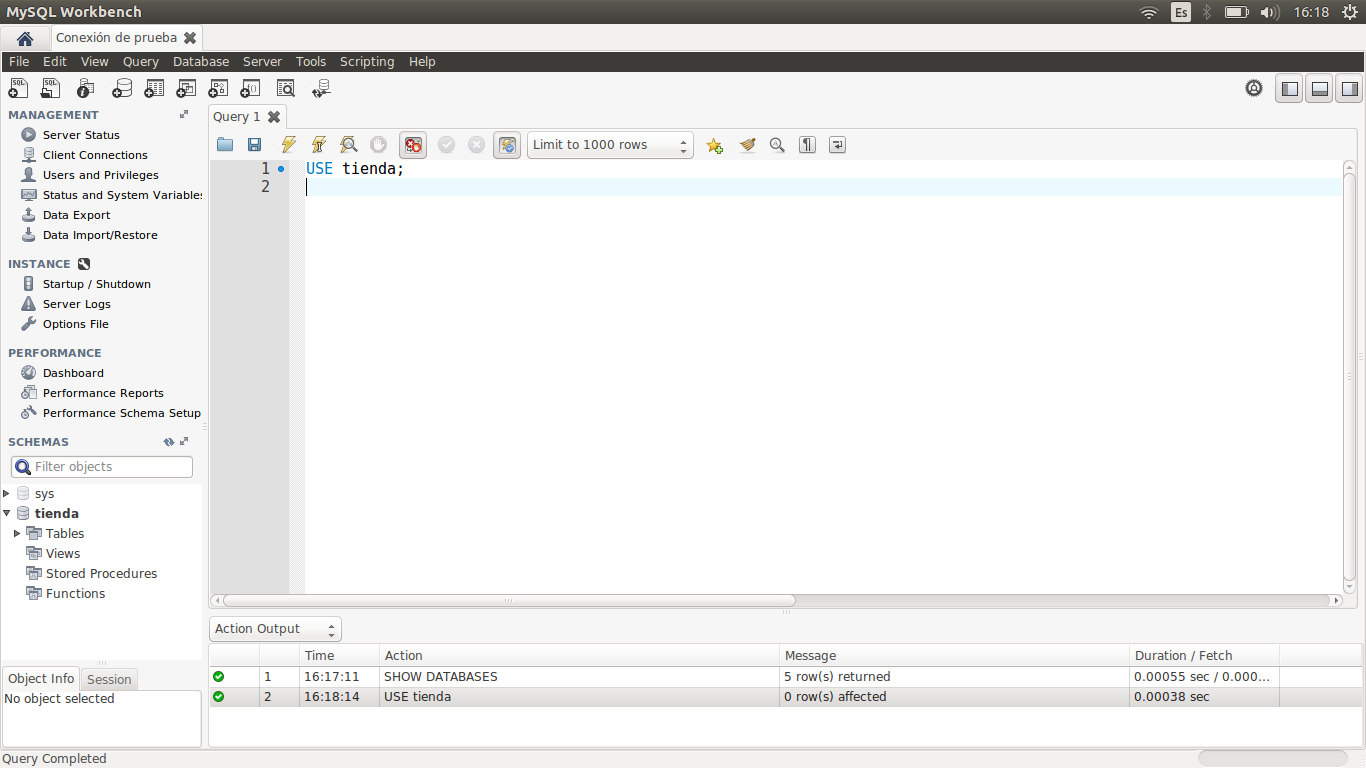 MySQL Workbench
Es
16:18
Conexión de prueba
File Edit View Query Database Server Tools Scripting Help
MANAGEMENT
Server Status
Client Connections
Users and Privileges
Status and System Variable
Data Export
Data Import/Restore
INSTANCE
Startup / Shutdown
Server Logs
Options File
PERFORMANCE
Dashboard
Performance Reports
Performance Schema Setup
SCHEMAS
Filter objects
sys
tienda
Tables
Views
Stored Procedures
Functions
Object Info Session
No object selected
Query 1
Limit to 1000 rows
1 USE tienda;
2
Action Output
Time Action Message Duration / Fetch
1 16:17:11 SHOW DATABASES 5 row(s) returned 0.00055 sec / 0.000...
2 16:18:14 USE tienda 0 row(s) affected 0.00038 sec
Query Completed